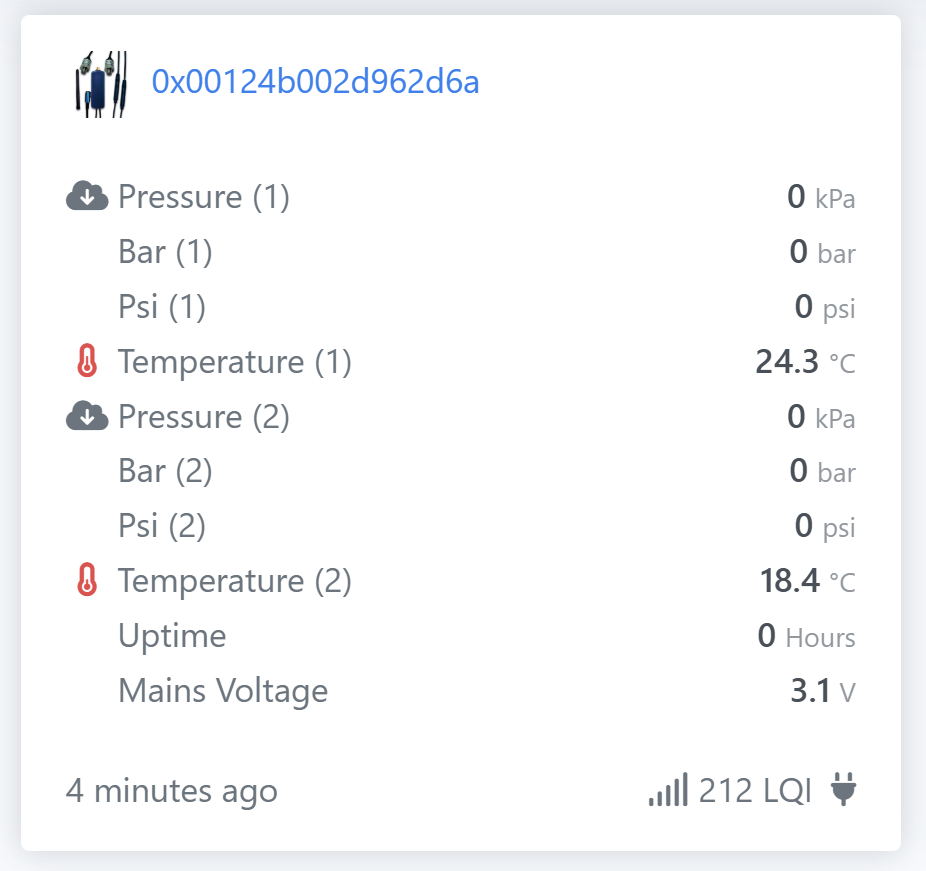 0x00124b002d962d6a
Pressure (1) 0 kPa
Bar (1) 0 bar
Psi (1) 0 psi
Temperature (1) 24.3 °C
Pressure (2) 0 kPa
Bar (2) 0 bar
Psi (2) 0 psi
Temperature (2) 18.4 °C
Uptime 0 Hours
Mains Voltage 3.1 V
4 minutes ago 212 LQI